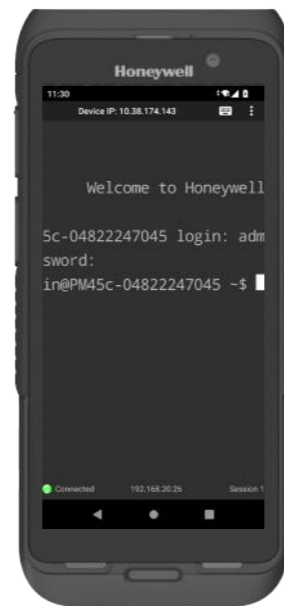 Honeywell
11:30
Device IP: 10.38.174.143
Welcome to Honeywell
5c-04822247045 login: adm
sword:
in@PM45c-04822247045 ~$
Connected 192.168.20.26 Session 1